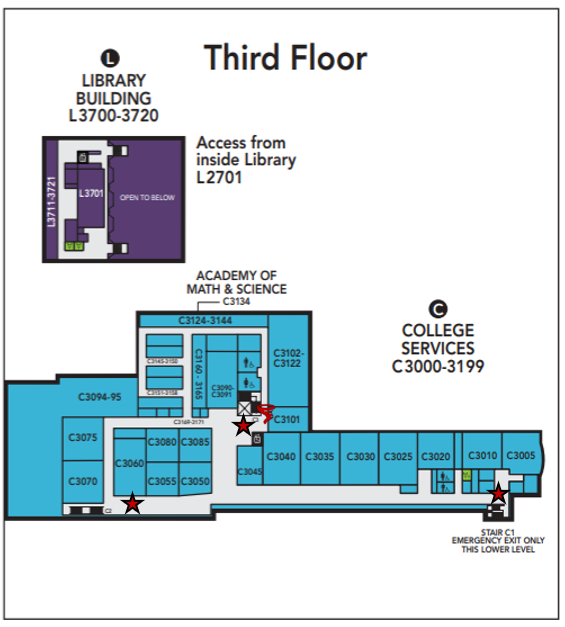 Third Floor
L
LIBRARY
BUILDING
L3700-3720
Access from
inside Library
L2701
L3711-3721
L3701
OPEN TO BELOW
ACADEMY OF
MATH & SCIENCE
C3134
C
COLLEGE
SERVICES
C3000-3199
C3124-3144
C3145-3150
C3160 - 3165
C3102-
C3122
C3151-3158
C3090-
C3091
C3094-95
C3169-3171
C3101
C3075
C3080
C3085
C3060
C3070
C3055
C3050
C3045
C3040
C3035
C3030
C3025
C3020
C3010
C3005
C2
STAIR C1
EMERGENCY EXIT ONLY
THIS LOWER LEVEL